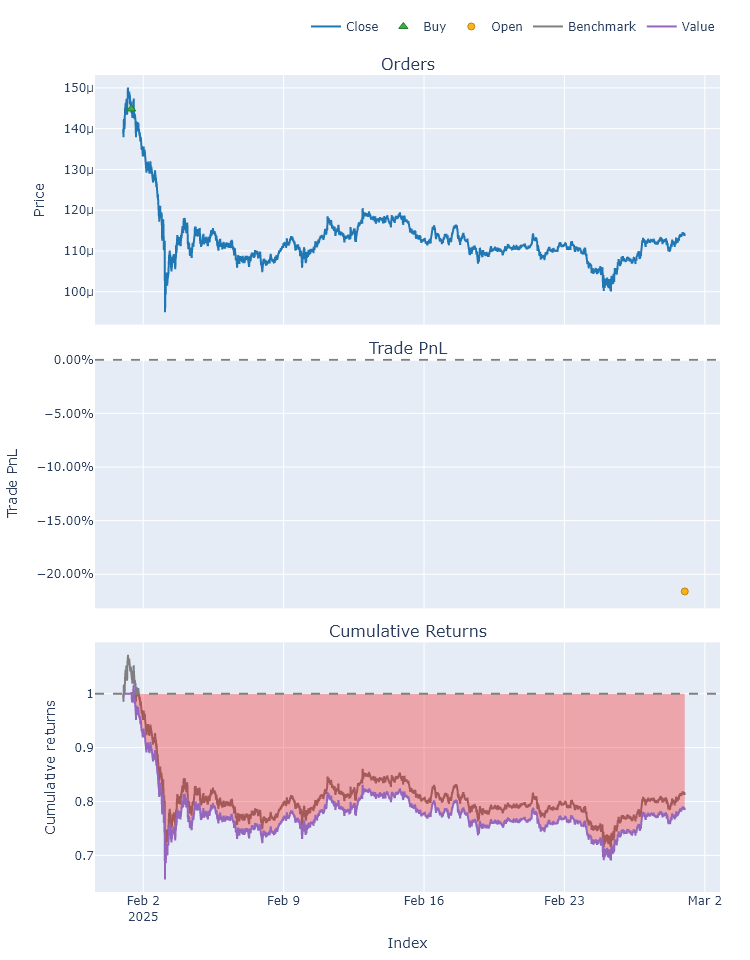 Close Buy Open Benchmark Value
Orders
150μ
140μ
130μ
120μ
110μ
100μ
Price
Trade PnL
0.00%
−5.00%
−10.00%
−15.00%
−20.00%
Trade PnL
Cumulative Returns
1
0.9
0.8
0.7
Cumulative returns
Feb 2 Feb 9 Feb 16 Feb 23 Mar 2
2025
Index